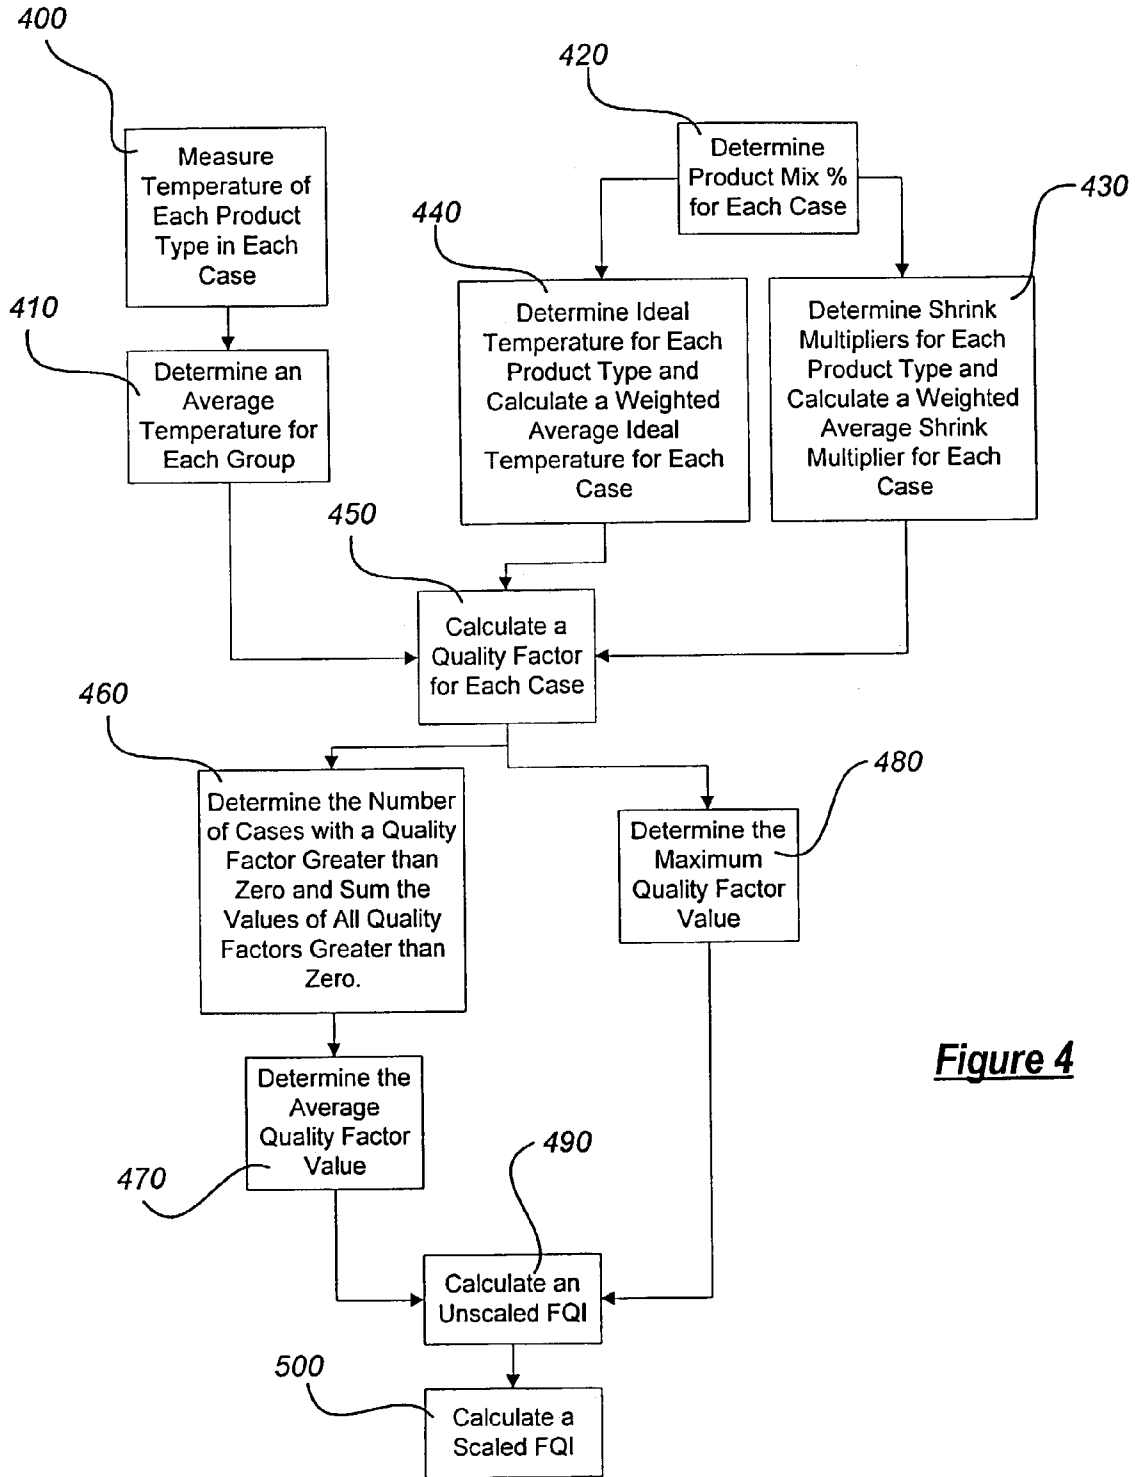 400
Measure
Temperature of
Each Product
Type in Each
Case
410
Determine an
Average
Temperature for
Each Group
420
Determine
Product Mix %
for Each Case
430
Determine Shrink
Multipliers for Each
Product Type and
Calculate a Weighted
Average Shrink
Multiplier for Each
Case
440
Determine Ideal
Temperature for Each
Product Type and
Calculate a Weighted
Average Ideal
Temperature for Each
Case
450
Calculate a
Quality Factor
for Each Case
460
Determine the Number
of Cases with a Quality
Factor Greater than
Zero and Sum the
Values of All Quality
Factors Greater than
Zero.
470
Determine the
Average
Quality Factor
Value
480
Determine the
Maximum
Quality Factor
Value
490
Calculate an
Unscaled FQI
500
Calculate a
Scaled FQI
Figure 4